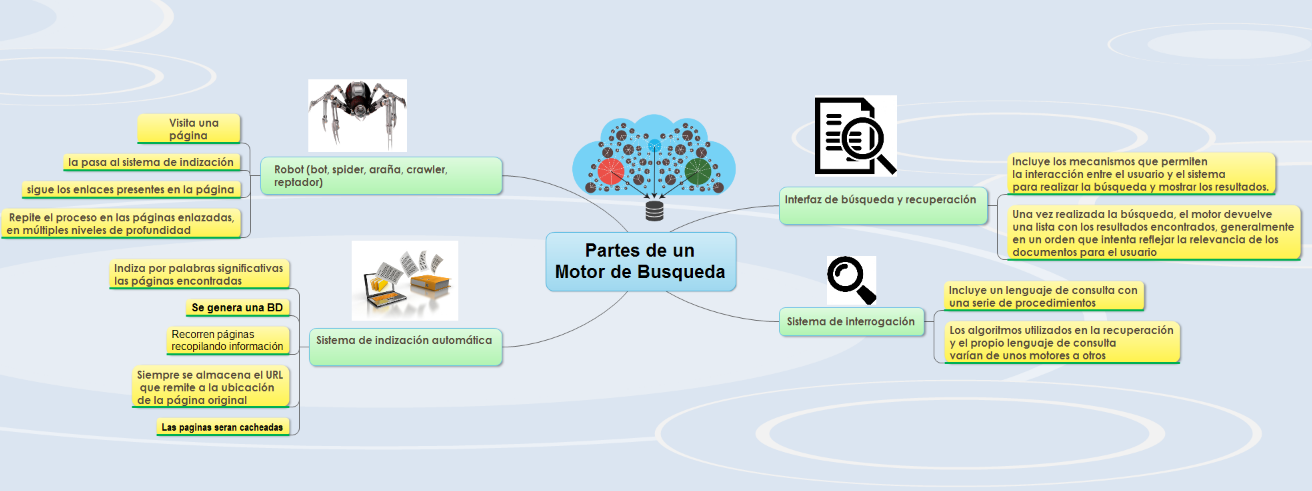 Partes de un
Motor de Busqueda
Robot (bot, spider, araña, crawler,
reptador)
Visita una
página
la pasa al sistema de indización
sigue los enlaces presentes en la página
Repite el proceso en las páginas enlazadas,
en múltiples niveles de profundidad
Sistema de indización automática
Indiza por palabras significativas
las páginas encontradas
Se genera una BD
Recorren páginas
recopilando información
Siempre se almacena el URL
que remite a la ubicación
de la página original
Las paginas seran cacheadas
Interfaz de búsqueda y recuperación
Incluye los mecanismos que permiten
la interacción entre el usuario y el sistema
para realizar la búsqueda y mostrar los resultados.
Una vez realizada la búsqueda, el motor devuelve
una lista con los resultados encontrados, generalmente
en un orden que intenta reflejar la relevancia de los
documentos para el usuario
Sistema de interrogación
Incluye un lenguaje de consulta con
una serie de procedimientos
Los algoritmos utilizados en la recuperación
y el propio lenguaje de consulta
varían de unos motores a otros